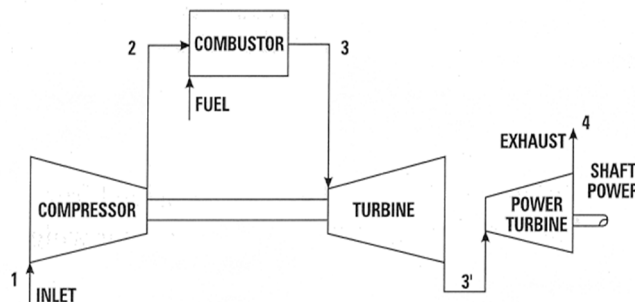 2
COMBUSTOR
3
FUEL
4
EXHAUST
SHAFT
POWER
COMPRESSOR
TURBINE
POWER
TURBINE
1
INLET
3'